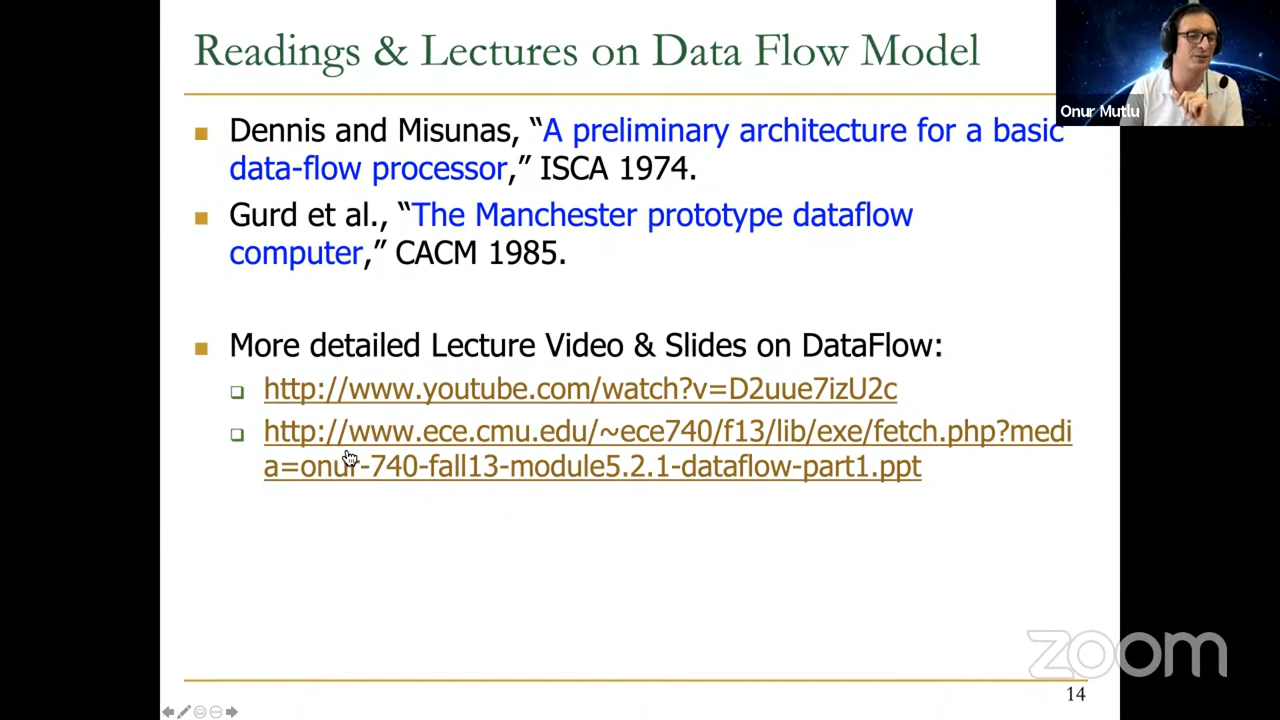 Readings & Lectures on Data Flow Model
Onur Mutlu
Dennis and Misunas, “A preliminary architecture for a basic
data-flow processor,” ISCA 1974.
Gurd et al., “The Manchester prototype dataflow
computer,” CACM 1985.
More detailed Lecture Video & Slides on DataFlow:
http://www.youtube.com/watch?v=D2uue7izU2c
http://www.ece.cmu.edu/~ece740/f13/lib/exe/fetch.php?medi
a=onur-740-fall13-module5.2.1-dataflow-part1.ppt
zoom
14